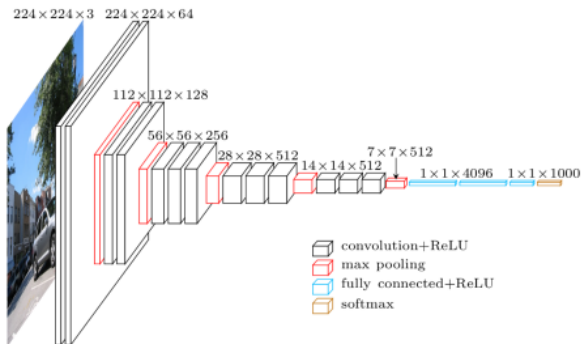 224×224×3 224×224×64
112×112×128
56×56×256
28×28×512
14×14×512
7×7×512
1×1×4096 1×1×1000
convolution+ReLU
max pooling
fully connected+ReLU
softmax